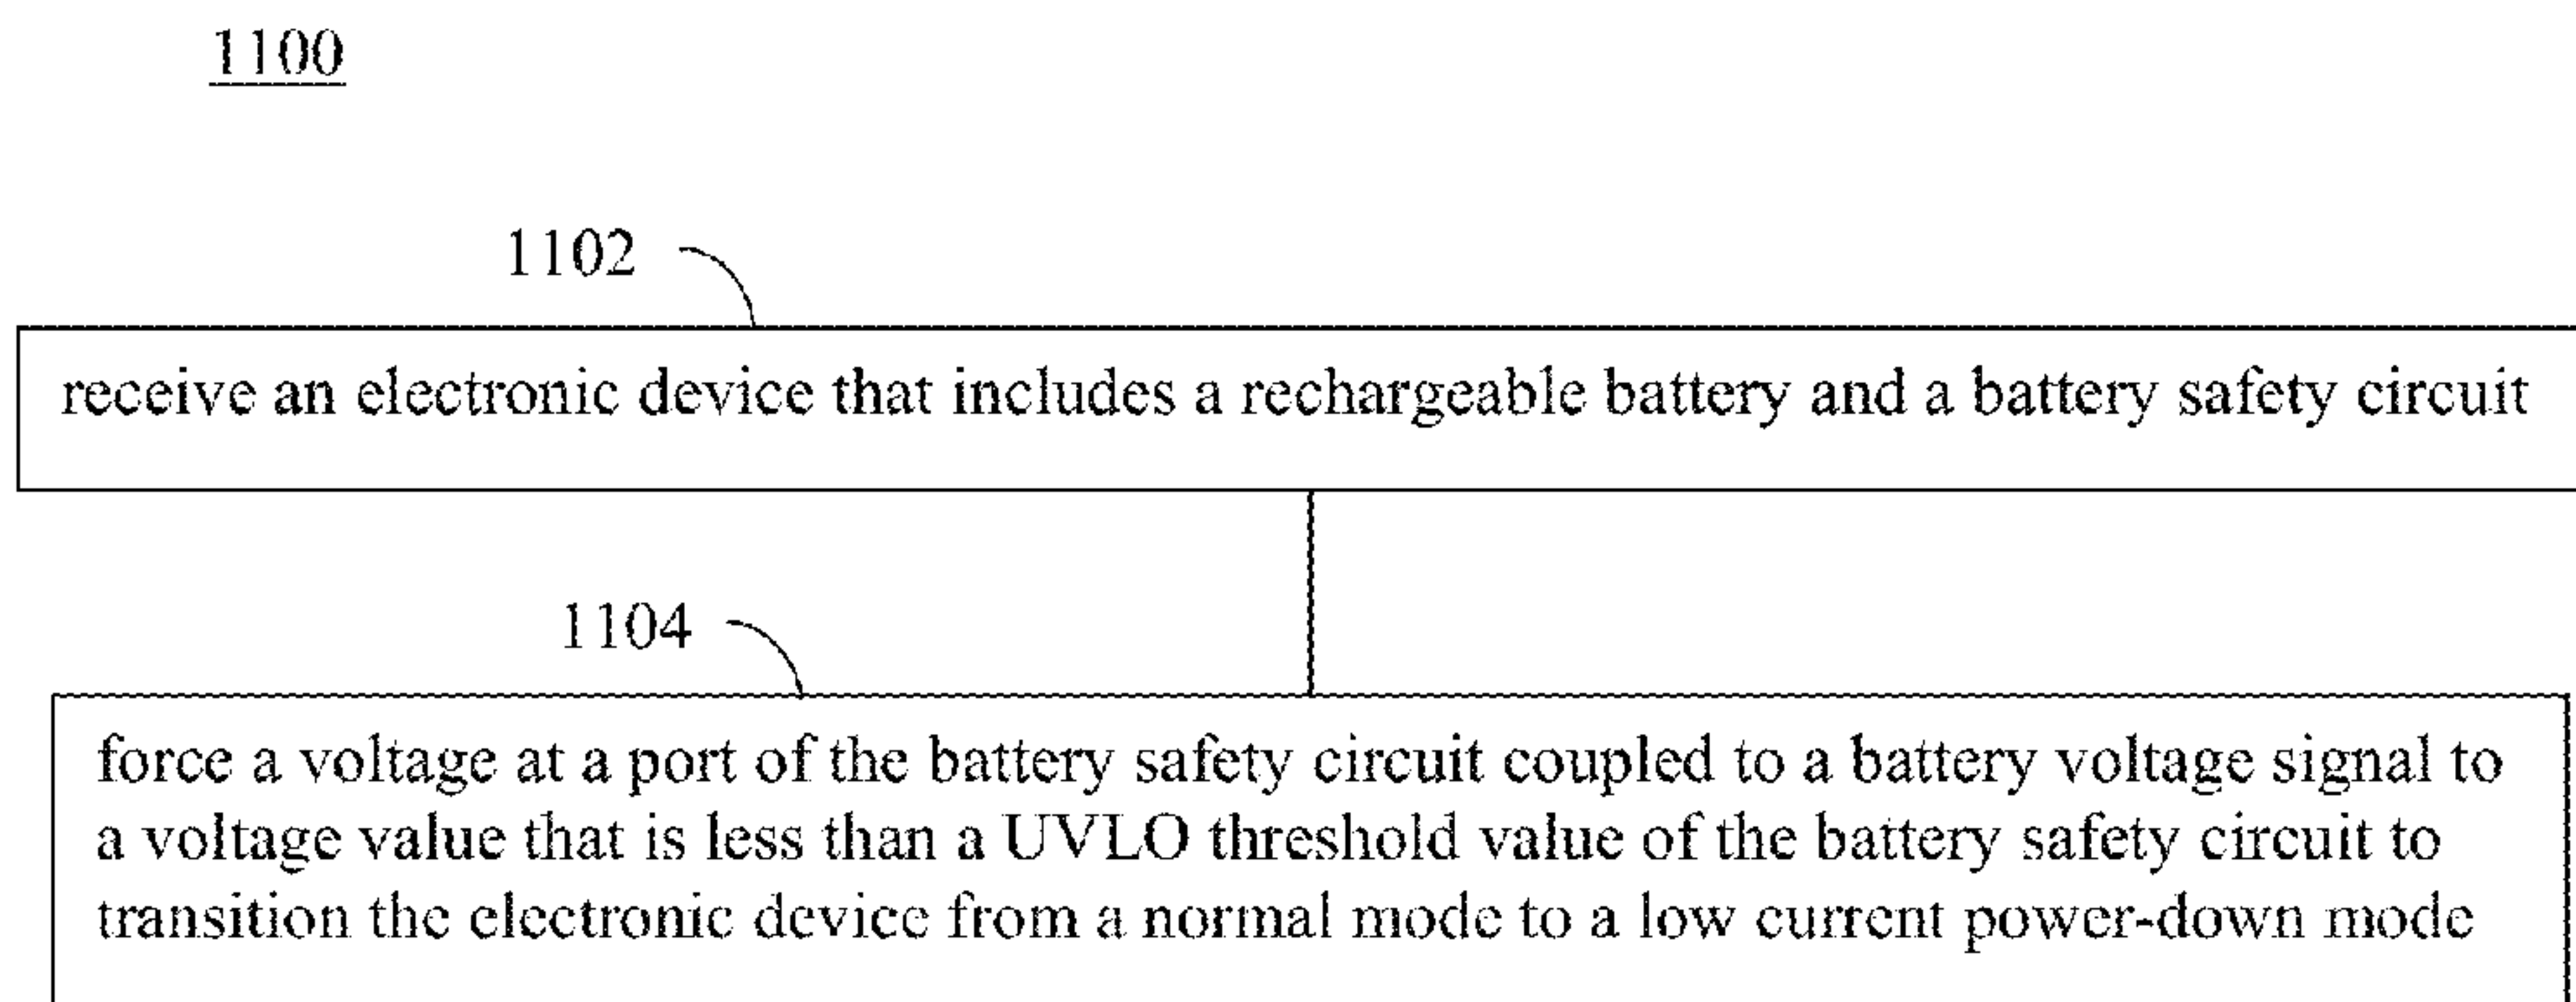 1100
1102
receive an electronic device that includes a rechargeable battery and a battery safety circuit
1104
force a voltage at a port of the battery safety circuit coupled to a battery voltage signal to
a voltage value that is less than a UVLO threshold value of the battery safety circuit to
transition the electronic device from a normal mode to a low current power-down mode